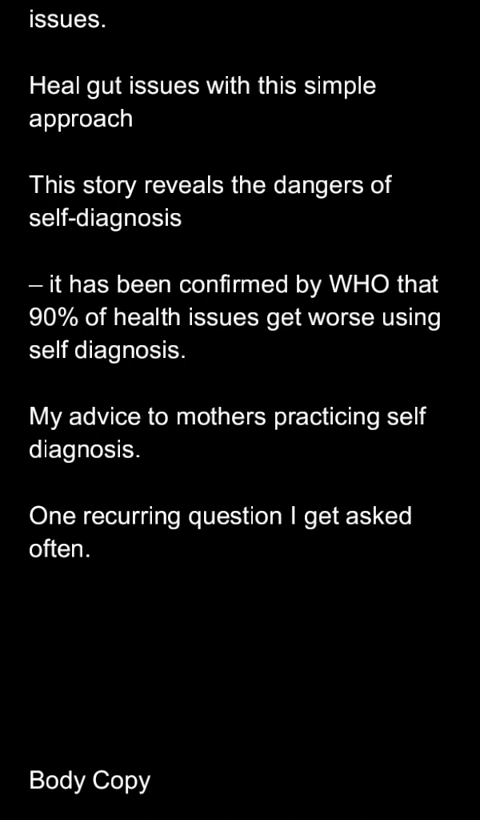 issues.
Heal gut issues with this simple
approach
This story reveals the dangers of
self-diagnosis
– it has been confirmed by WHO that
90% of health issues get worse using
self diagnosis.
My advice to mothers practicing self
diagnosis.
One recurring question I get asked
often.
Body Copy